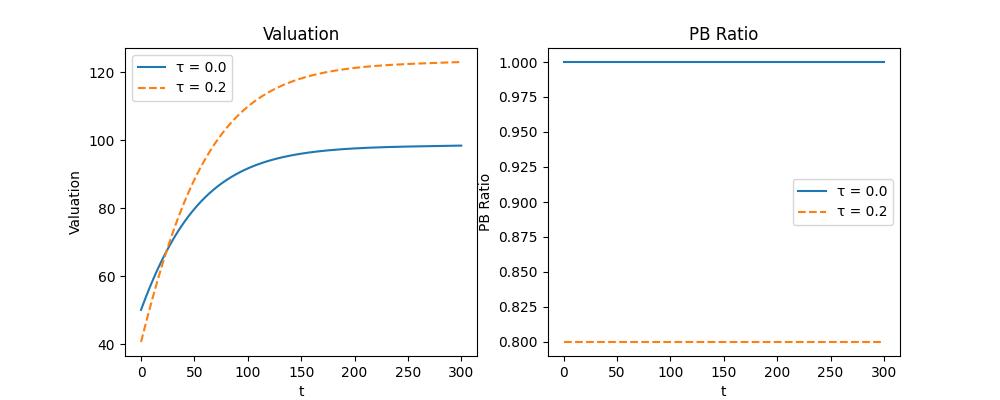 Valuation
τ = 0.0
τ = 0.2
120
100
80
60
40
Valuation
0 50 100 150 200 250 300
t
PB Ratio
1.000
0.975
0.950
0.925
0.900
0.875
0.850
0.825
0.800
PB Ratio
τ = 0.0
τ = 0.2
0 50 100 150 200 250 300
t